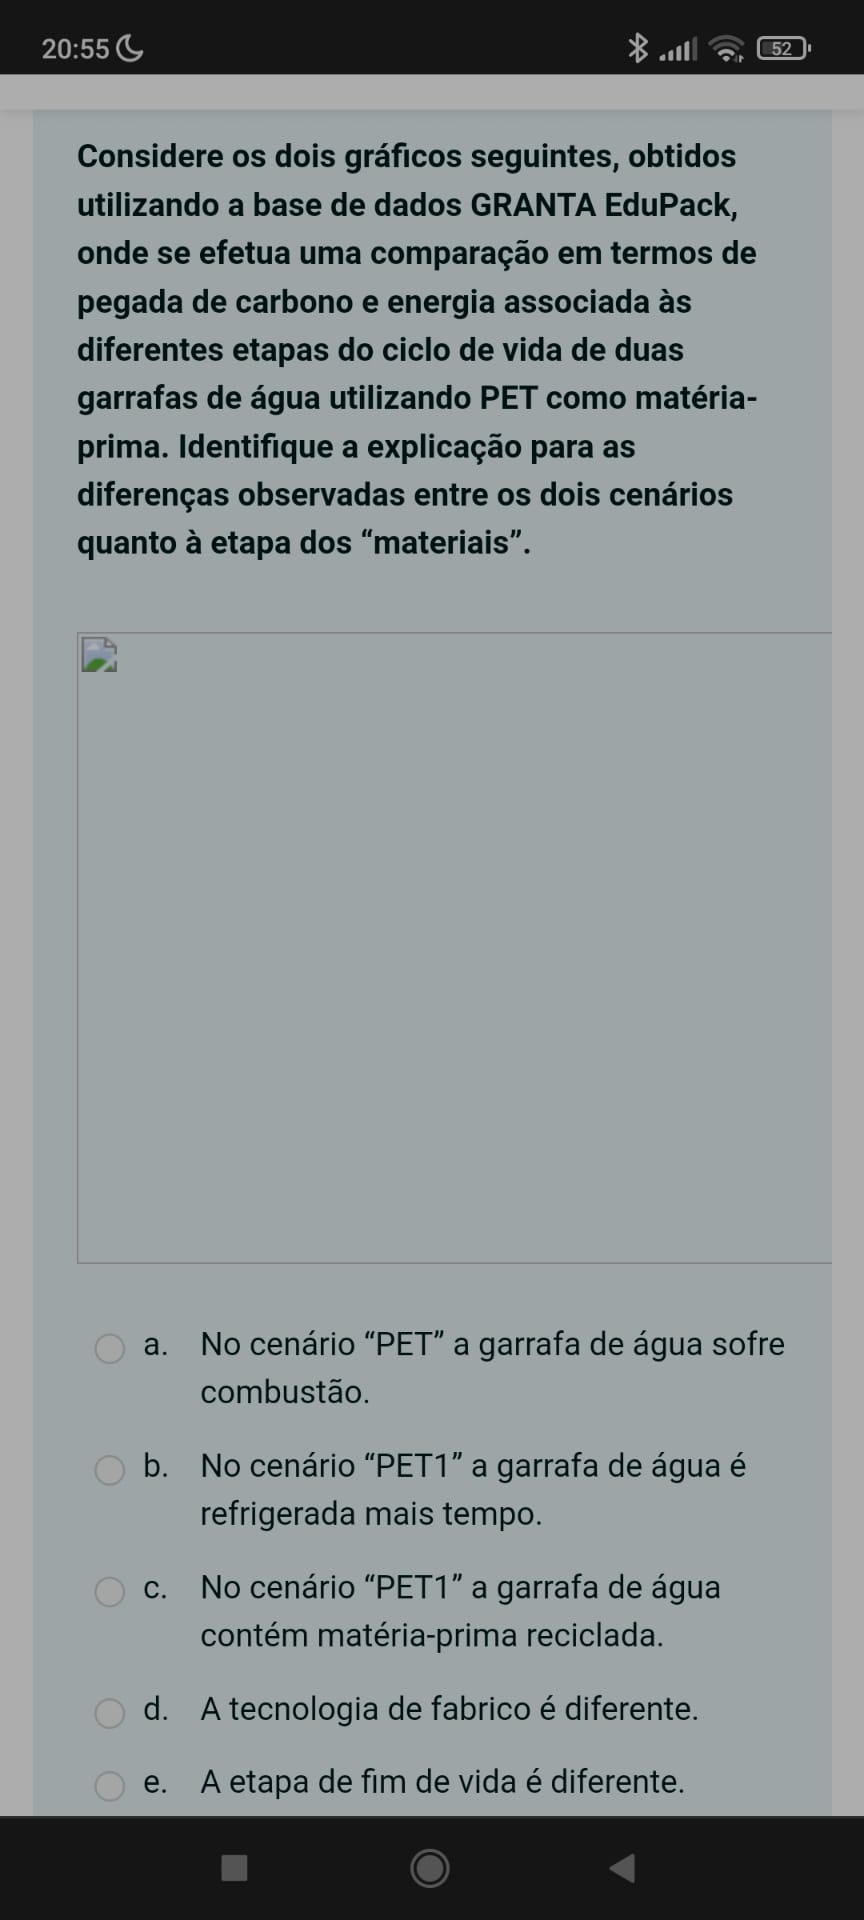 20:55
52
Considere os dois gráficos seguintes, obtidos
utilizando a base de dados GRANTA EduPack,
onde se efetua uma comparação em termos de
pegada de carbono e energia associada às
diferentes etapas do ciclo de vida de duas
garrafas de água utilizando PET como matéria-
prima. Identifique a explicação para as
diferenças observadas entre os dois cenários
quanto à etapa dos “materiais”.
a. No cenário “PET” a garrafa de água sofre
combustão.
b. No cenário “PET1” a garrafa de água é
refrigerada mais tempo.
c. No cenário “PET1” a garrafa de água
contém matéria-prima reciclada.
d. A tecnologia de fabrico é diferente.
e. A etapa de fim de vida é diferente.